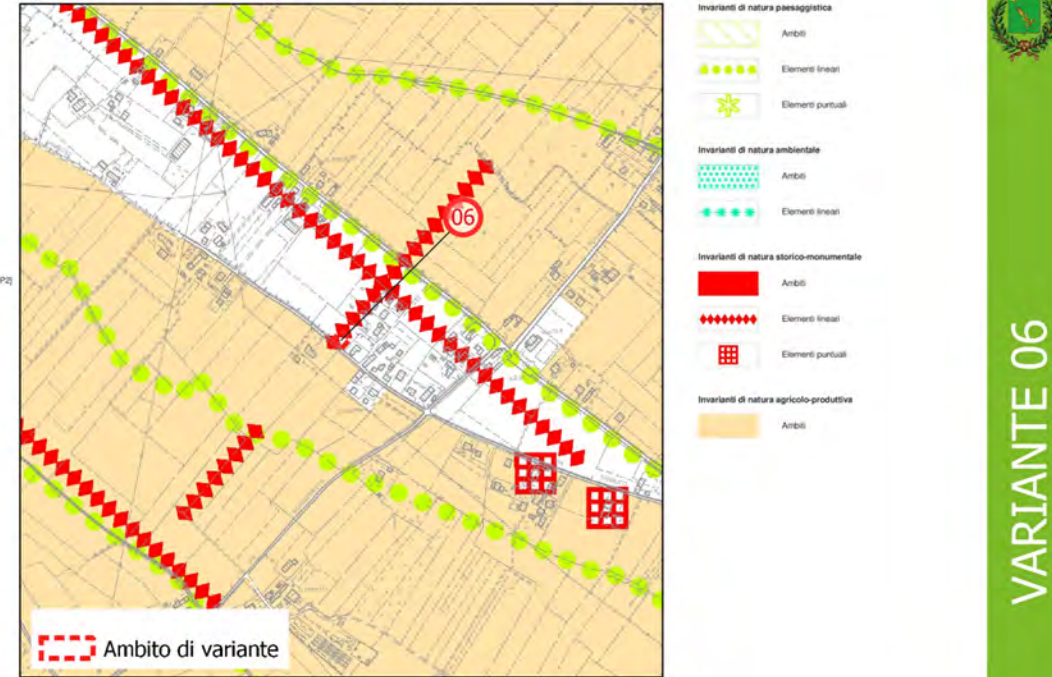 Invarianti di natura paesaggistica
Ambiti
Elementi lineari
Elementi puntuali
Invarianti di natura ambientale
Ambiti
Elementi lineari
Invarianti di natura storico-monumentale
Ambiti
Elementi lineari
Elementi puntuali
Invarianti di natura agricolo-produttiva
Ambiti
06
Ambito di variante
VARIANTE 06